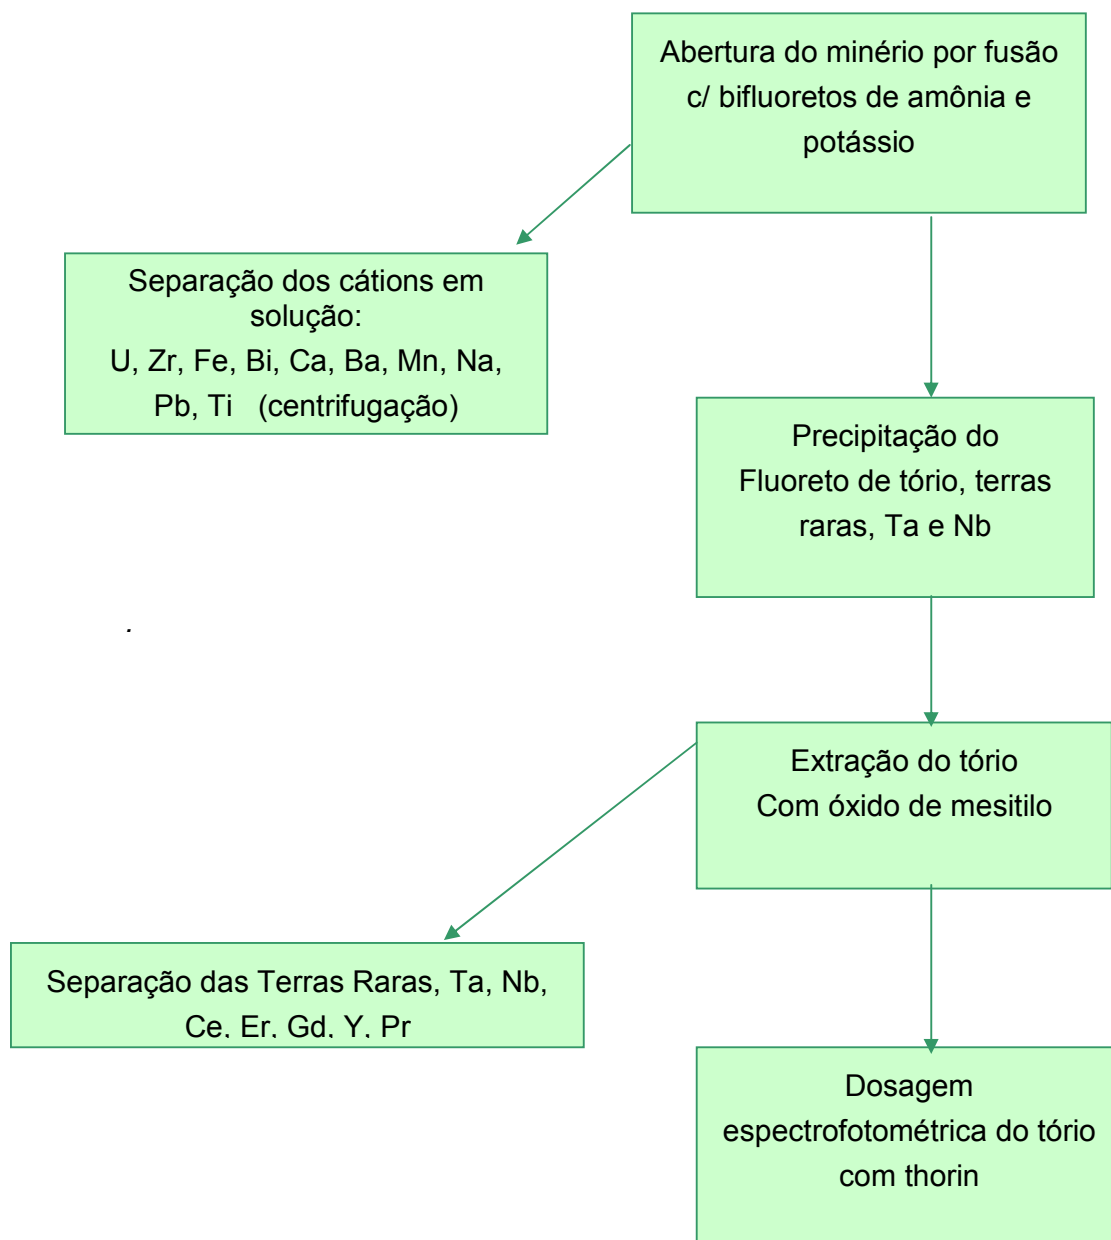 Abertura do minério por fusão
c/ bifluoretos de amônia e
potássio
Separação dos cátions em
solução:
U, Zr, Fe, Bi, Ca, Ba, Mn, Na,
Pb, Ti (centrifugação)
Precipitação do
Fluoreto de tório, terras
raras, Ta e Nb
.
Extração do tório
Com óxido de mesitilo
Separação das Terras Raras, Ta, Nb,
Ce, Er, Gd, Y, Pr
Dosagem
espectrofotométrica do tório
com thorin